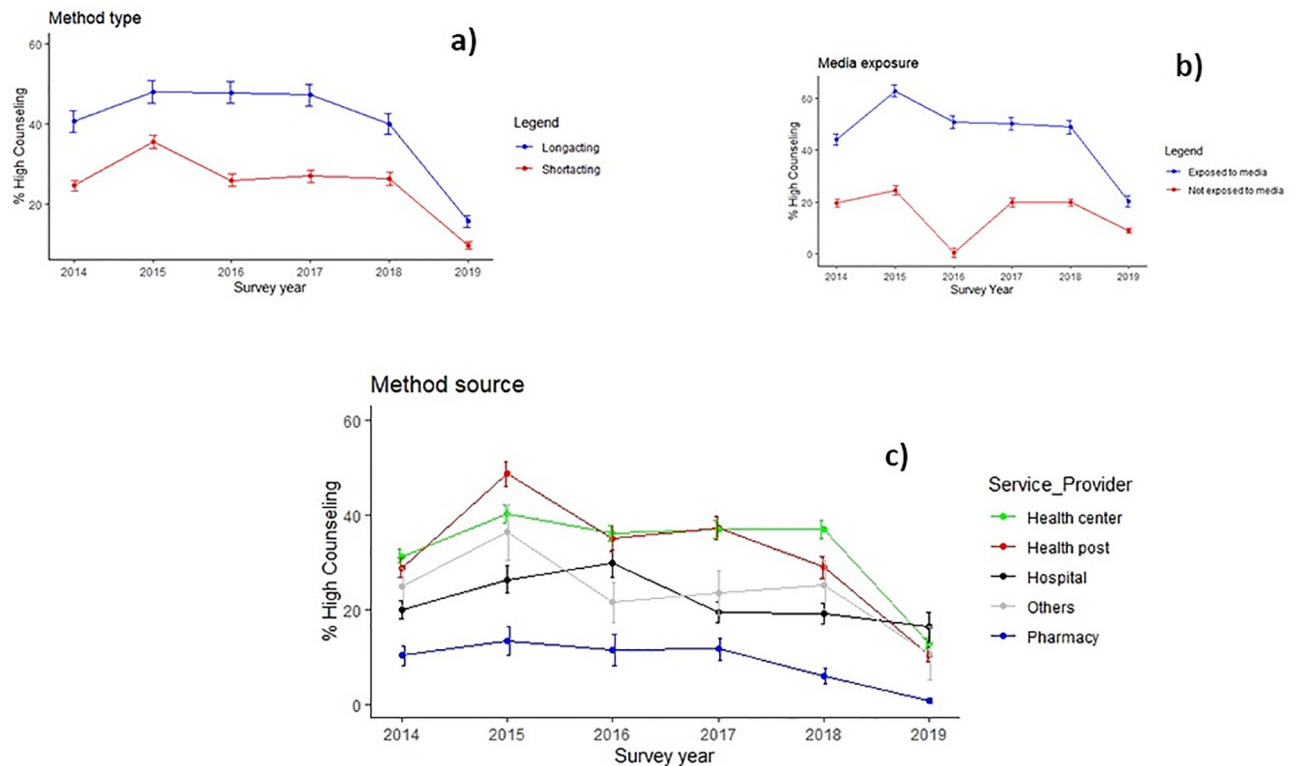 Method type
a)
60
40
20
% High Counseling
2014 2015 2016 2017 2018 2019
Survey year
Legend
Longacting
Shortacting
Media exposure
b)
60
40
20
0
% High Counseling
2014 2015 2016 2017 2018 2019
Survey Year
Legend
Exposed to media
Not exposed to media
Method source
c)
60
40
20
0
% High Counseling
2014 2015 2016 2017 2018 2019
Survey year
Service_Provider
Health center
Health post
Hospital
Others
Pharmacy